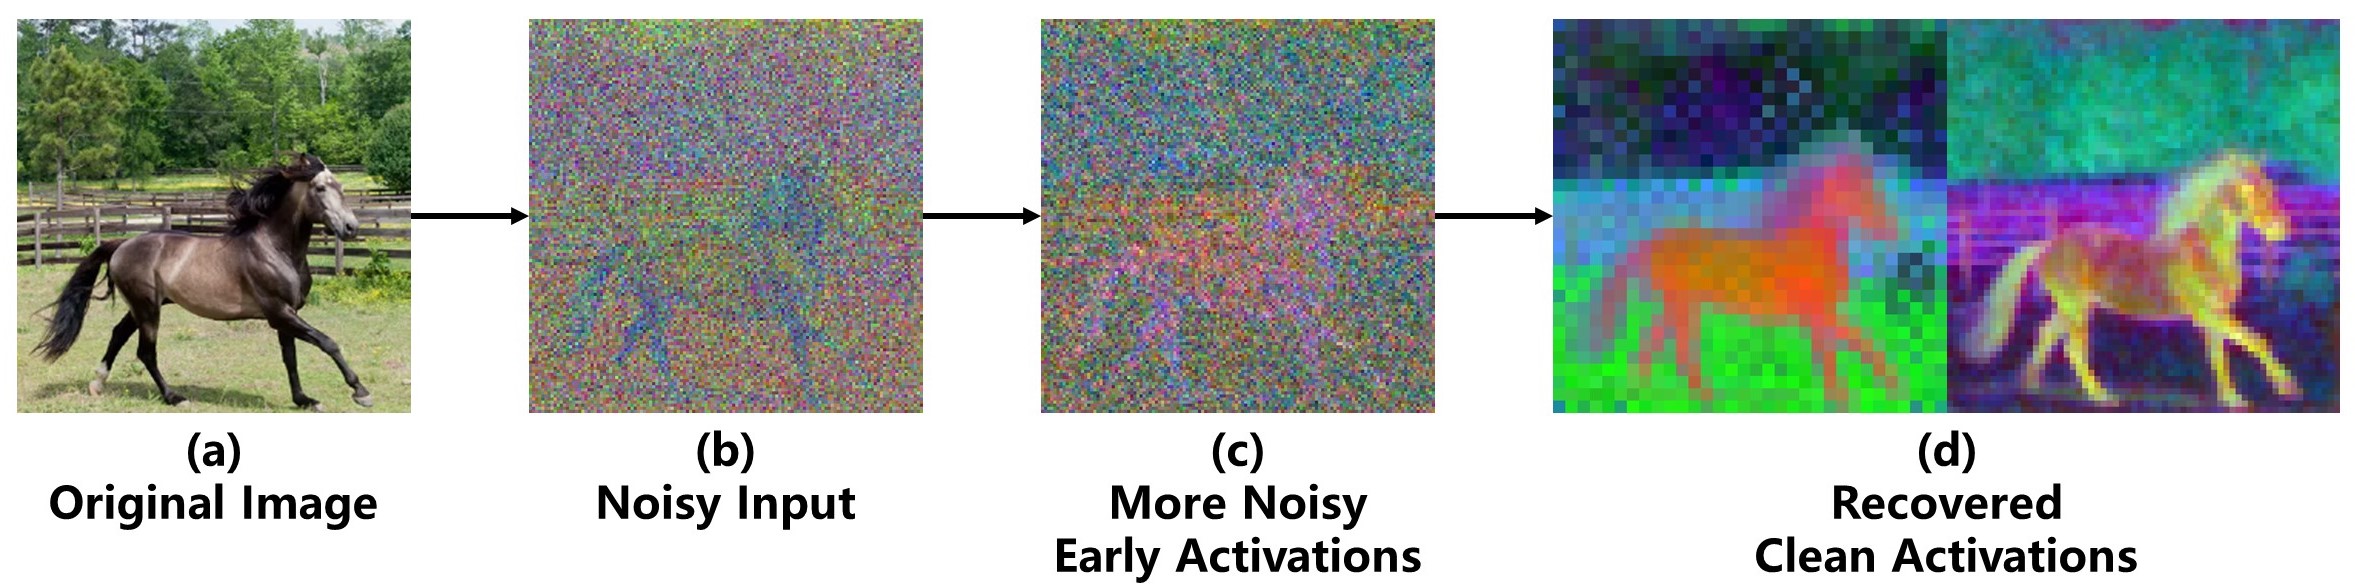 (a)
Original Image
(b)
Noisy Input
(c)
More Noisy
Early Activations
(d)
Recovered
Clean Activations